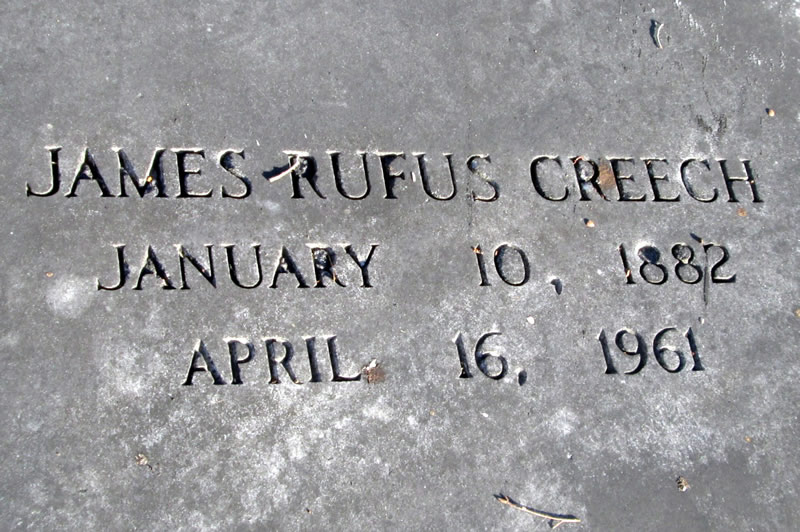 JAMES RUFUS CREECH
JANUARY 10, 1882
APRIL 16, 1961